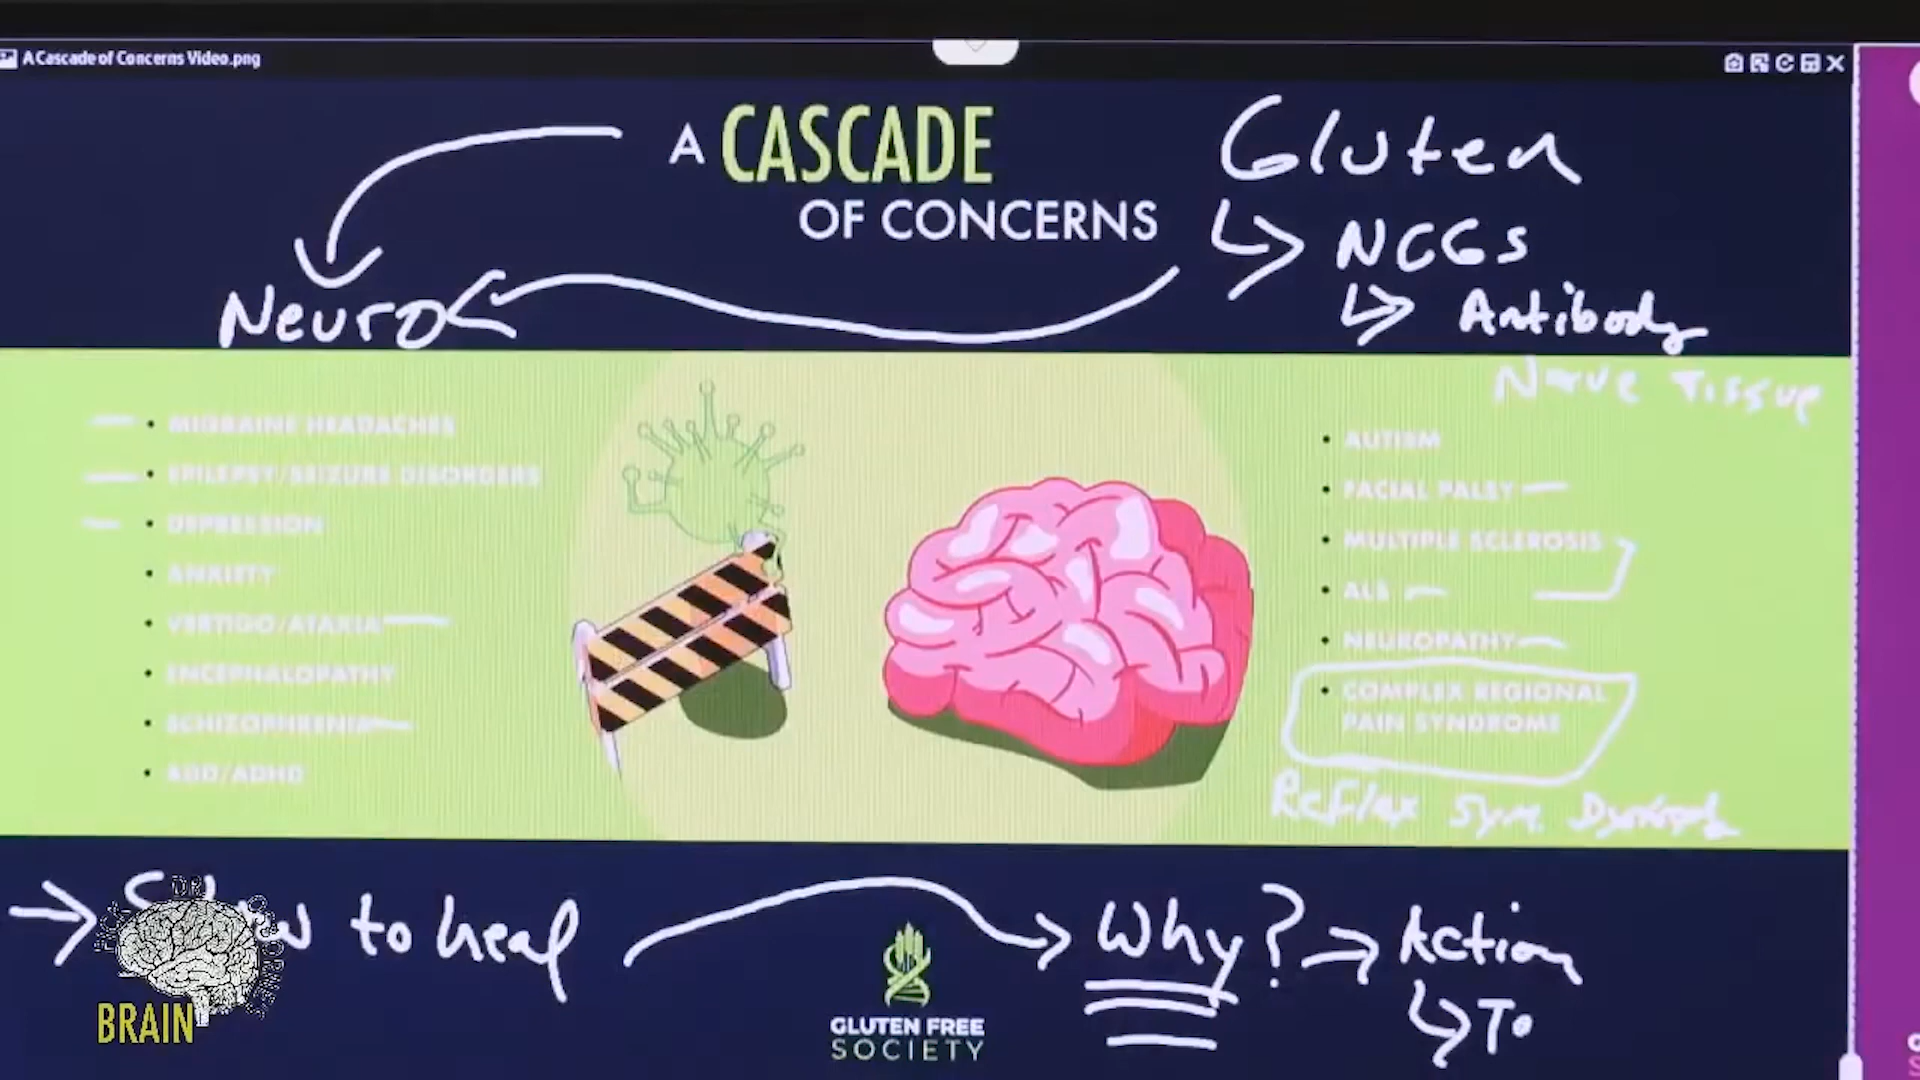 A Cascade of Concerns Video.png
A CASCADE
OF CONCERNS
Gluten
NCGS
Antibody
Nerve Tissue
Neuro
• MIGRAINE HEADACHES
• EPILEPSY/SEIZURE DISORDERS
• DEPRESSION
• ANXIETY
• VERTIGO/ATAXIA
• ENCEPHALOPATHY
• SCHIZOPHRENIA
• ADD/ADHD
• AUTISM
• FACIAL PALSY
• MULTIPLE SCLEROSIS
• ALS
• NEUROPATHY
• COMPLEX REGIONAL
PAIN SYNDROME
Reflex Sym.
to heal
Why? → Action
To
DR
BRAIN
GLUTEN FREE
SOCIETY